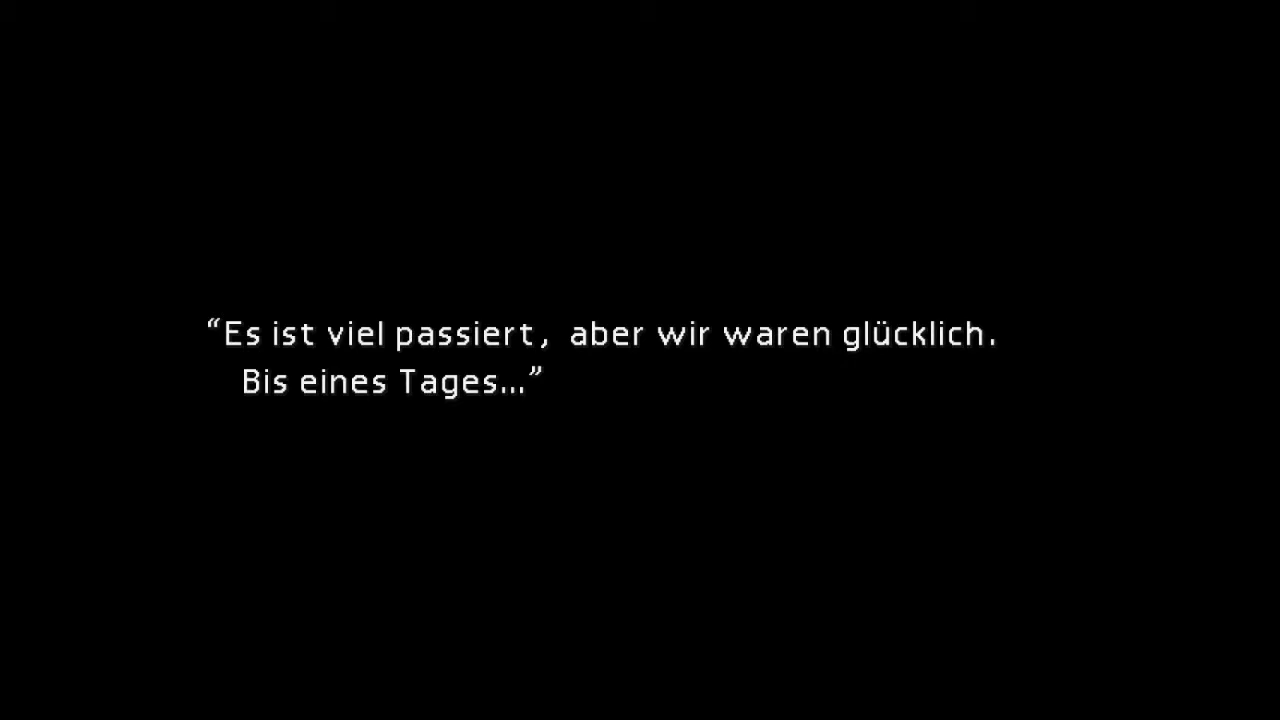 “Es ist viel passiert, aber wir waren glücklich.
Bis eines Tages...”